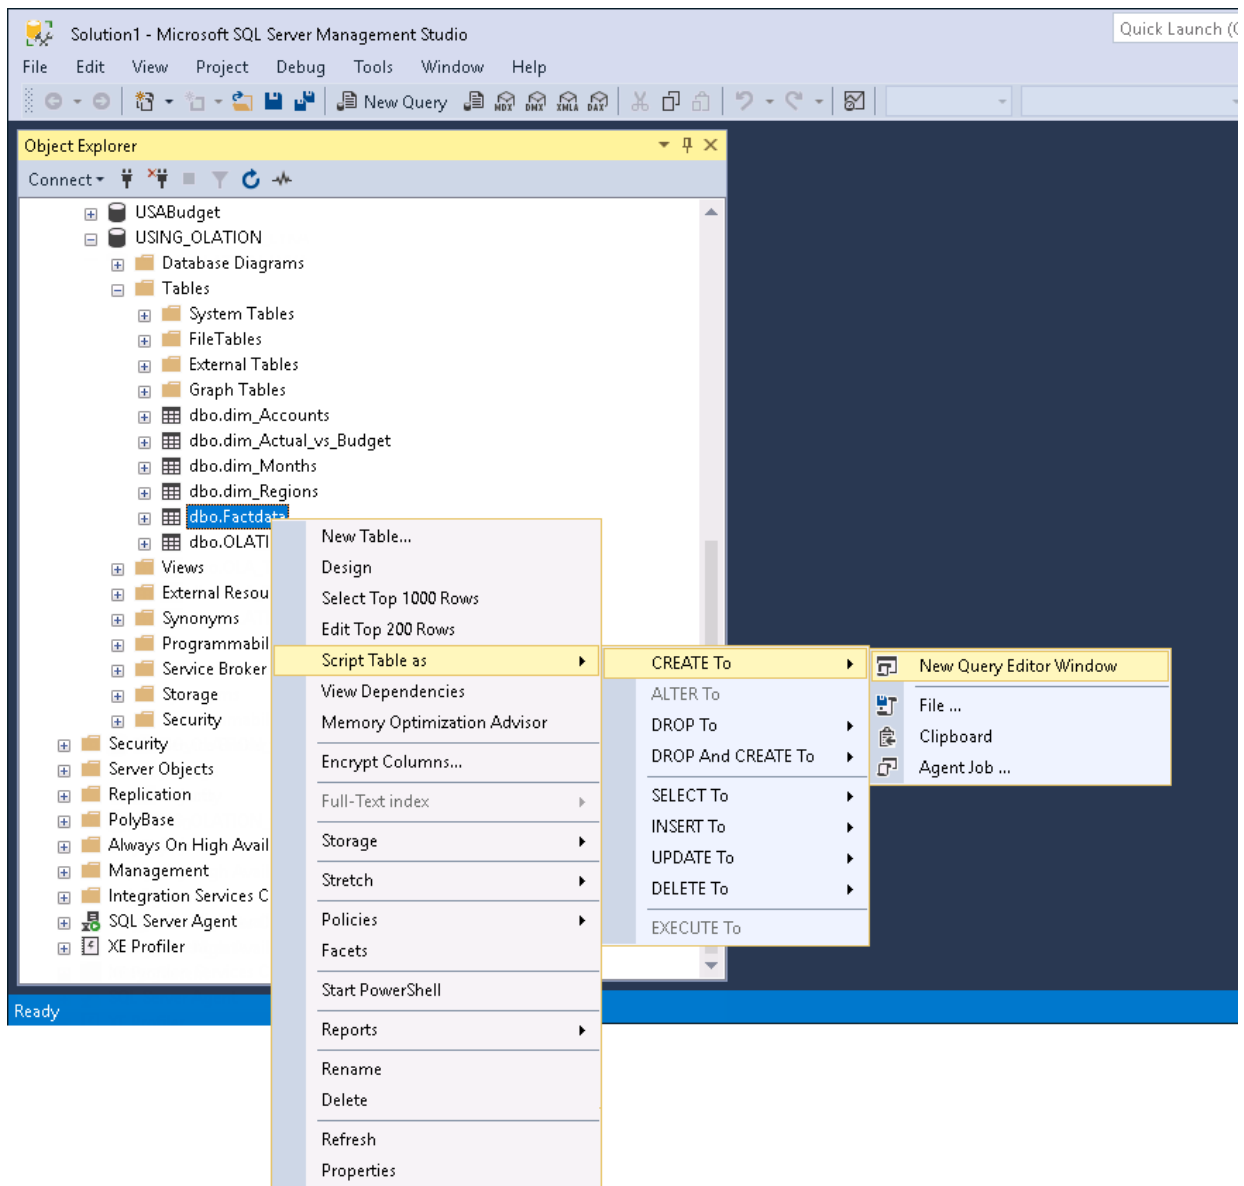 Solution1 - Microsoft SQL Server Management Studio
Quick Launch (
File Edit View Project Debug Tools Window Help
New Query MDX DMX XMLA DAX
Object Explorer
Connect
USABudget
USING_OLATION
Database Diagrams
Tables
System Tables
FileTables
External Tables
Graph Tables
dbo.dim_Accounts
dbo.dim_Actual_vs_Budget
dbo.dim_Months
dbo.dim_Regions
dbo.Factdata
dbo.OLATI
Views
External Resou
Synonyms
Programmabil
Service Broker
Storage
Security
Security
Server Objects
Replication
PolyBase
Always On High Avail
Management
Integration Services C
SQL Server Agent
XE Profiler
New Table...
Design
Select Top 1000 Rows
Edit Top 200 Rows
Script Table as
View Dependencies
Memory Optimization Advisor
Encrypt Columns...
Full-Text index
Storage
Stretch
Policies
Facets
Start PowerShell
Reports
Rename
Delete
Refresh
Properties
CREATE To
ALTER To
DROP To
DROP And CREATE To
SELECT To
INSERT To
UPDATE To
DELETE To
EXECUTE To
New Query Editor Window
File ...
Clipboard
Agent Job ...
Ready